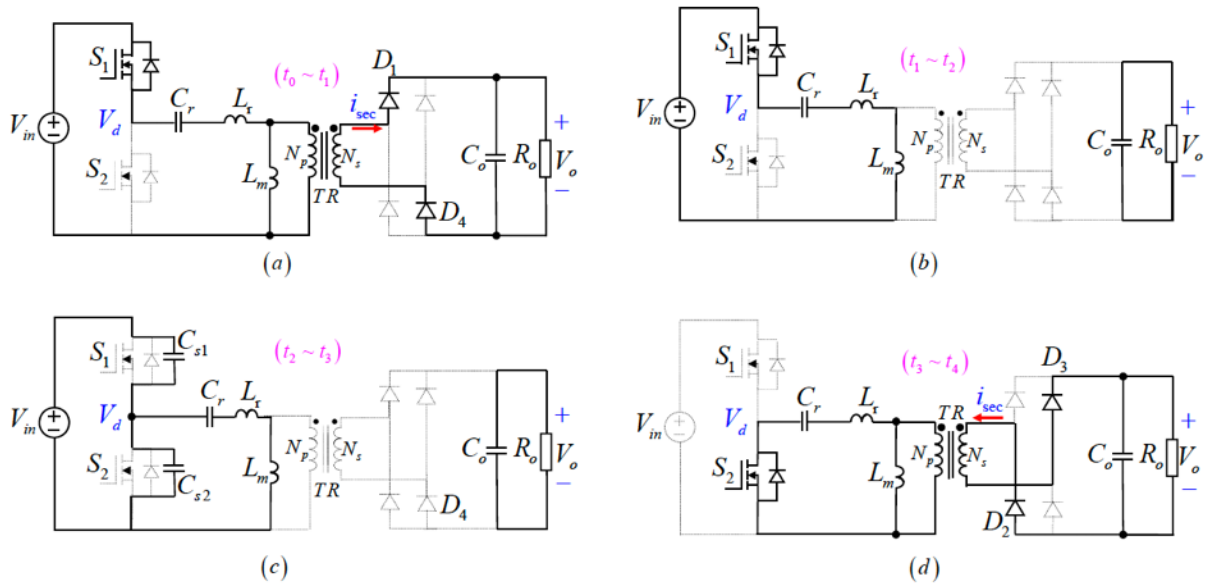 S1
(t0 ~ t1)
D1
Cr
Lr
isec
Vin
Vd
+
Np
Ns
Co
Ro
Vo
S2
Lm
TR
D4
−
(a)
S1
(t1 ~ t2)
Cr
Lr
Vin
Vd
+
Np
Ns
Co
Ro
Vo
S2
Lm
TR
−
(b)
Cs1
S1
(t2 ~ t3)
Cr
Lr
Vin
Vd
+
Np
Ns
Co
Ro
Vo
S2
Lm
Cs2
TR
D4
−
(c)
S1
(t3 ~ t4)
D3
Cr
Lr
isec
TR
Vin
Vd
+
Np
Ns
Co
Ro
Vo
S2
Lm
D2
−
(d)